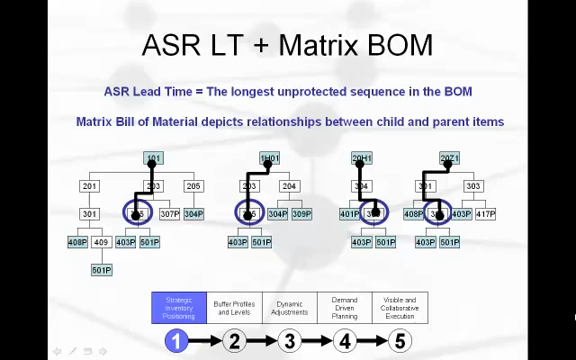 ASR LT + Matrix BOM
ASR Lead Time = The longest unprotected sequence in the BOM
Matrix Bill of Material depicts relationships between child and parent items
101 1H01 20H1 20Z1
201 203 205 203 204 304 301 303
301 307P 304P 304P 309P 401P 408P 403P 417P
408P 409 403P 501P 403P 501P 403P 501P 403P 501P
501P
Strategic Inventory Positioning
Buffer Profiles and Levels
Dynamic Adjustments
Demand Driven Planning
Visible and Collaborative Execution
1 2 3 4 5